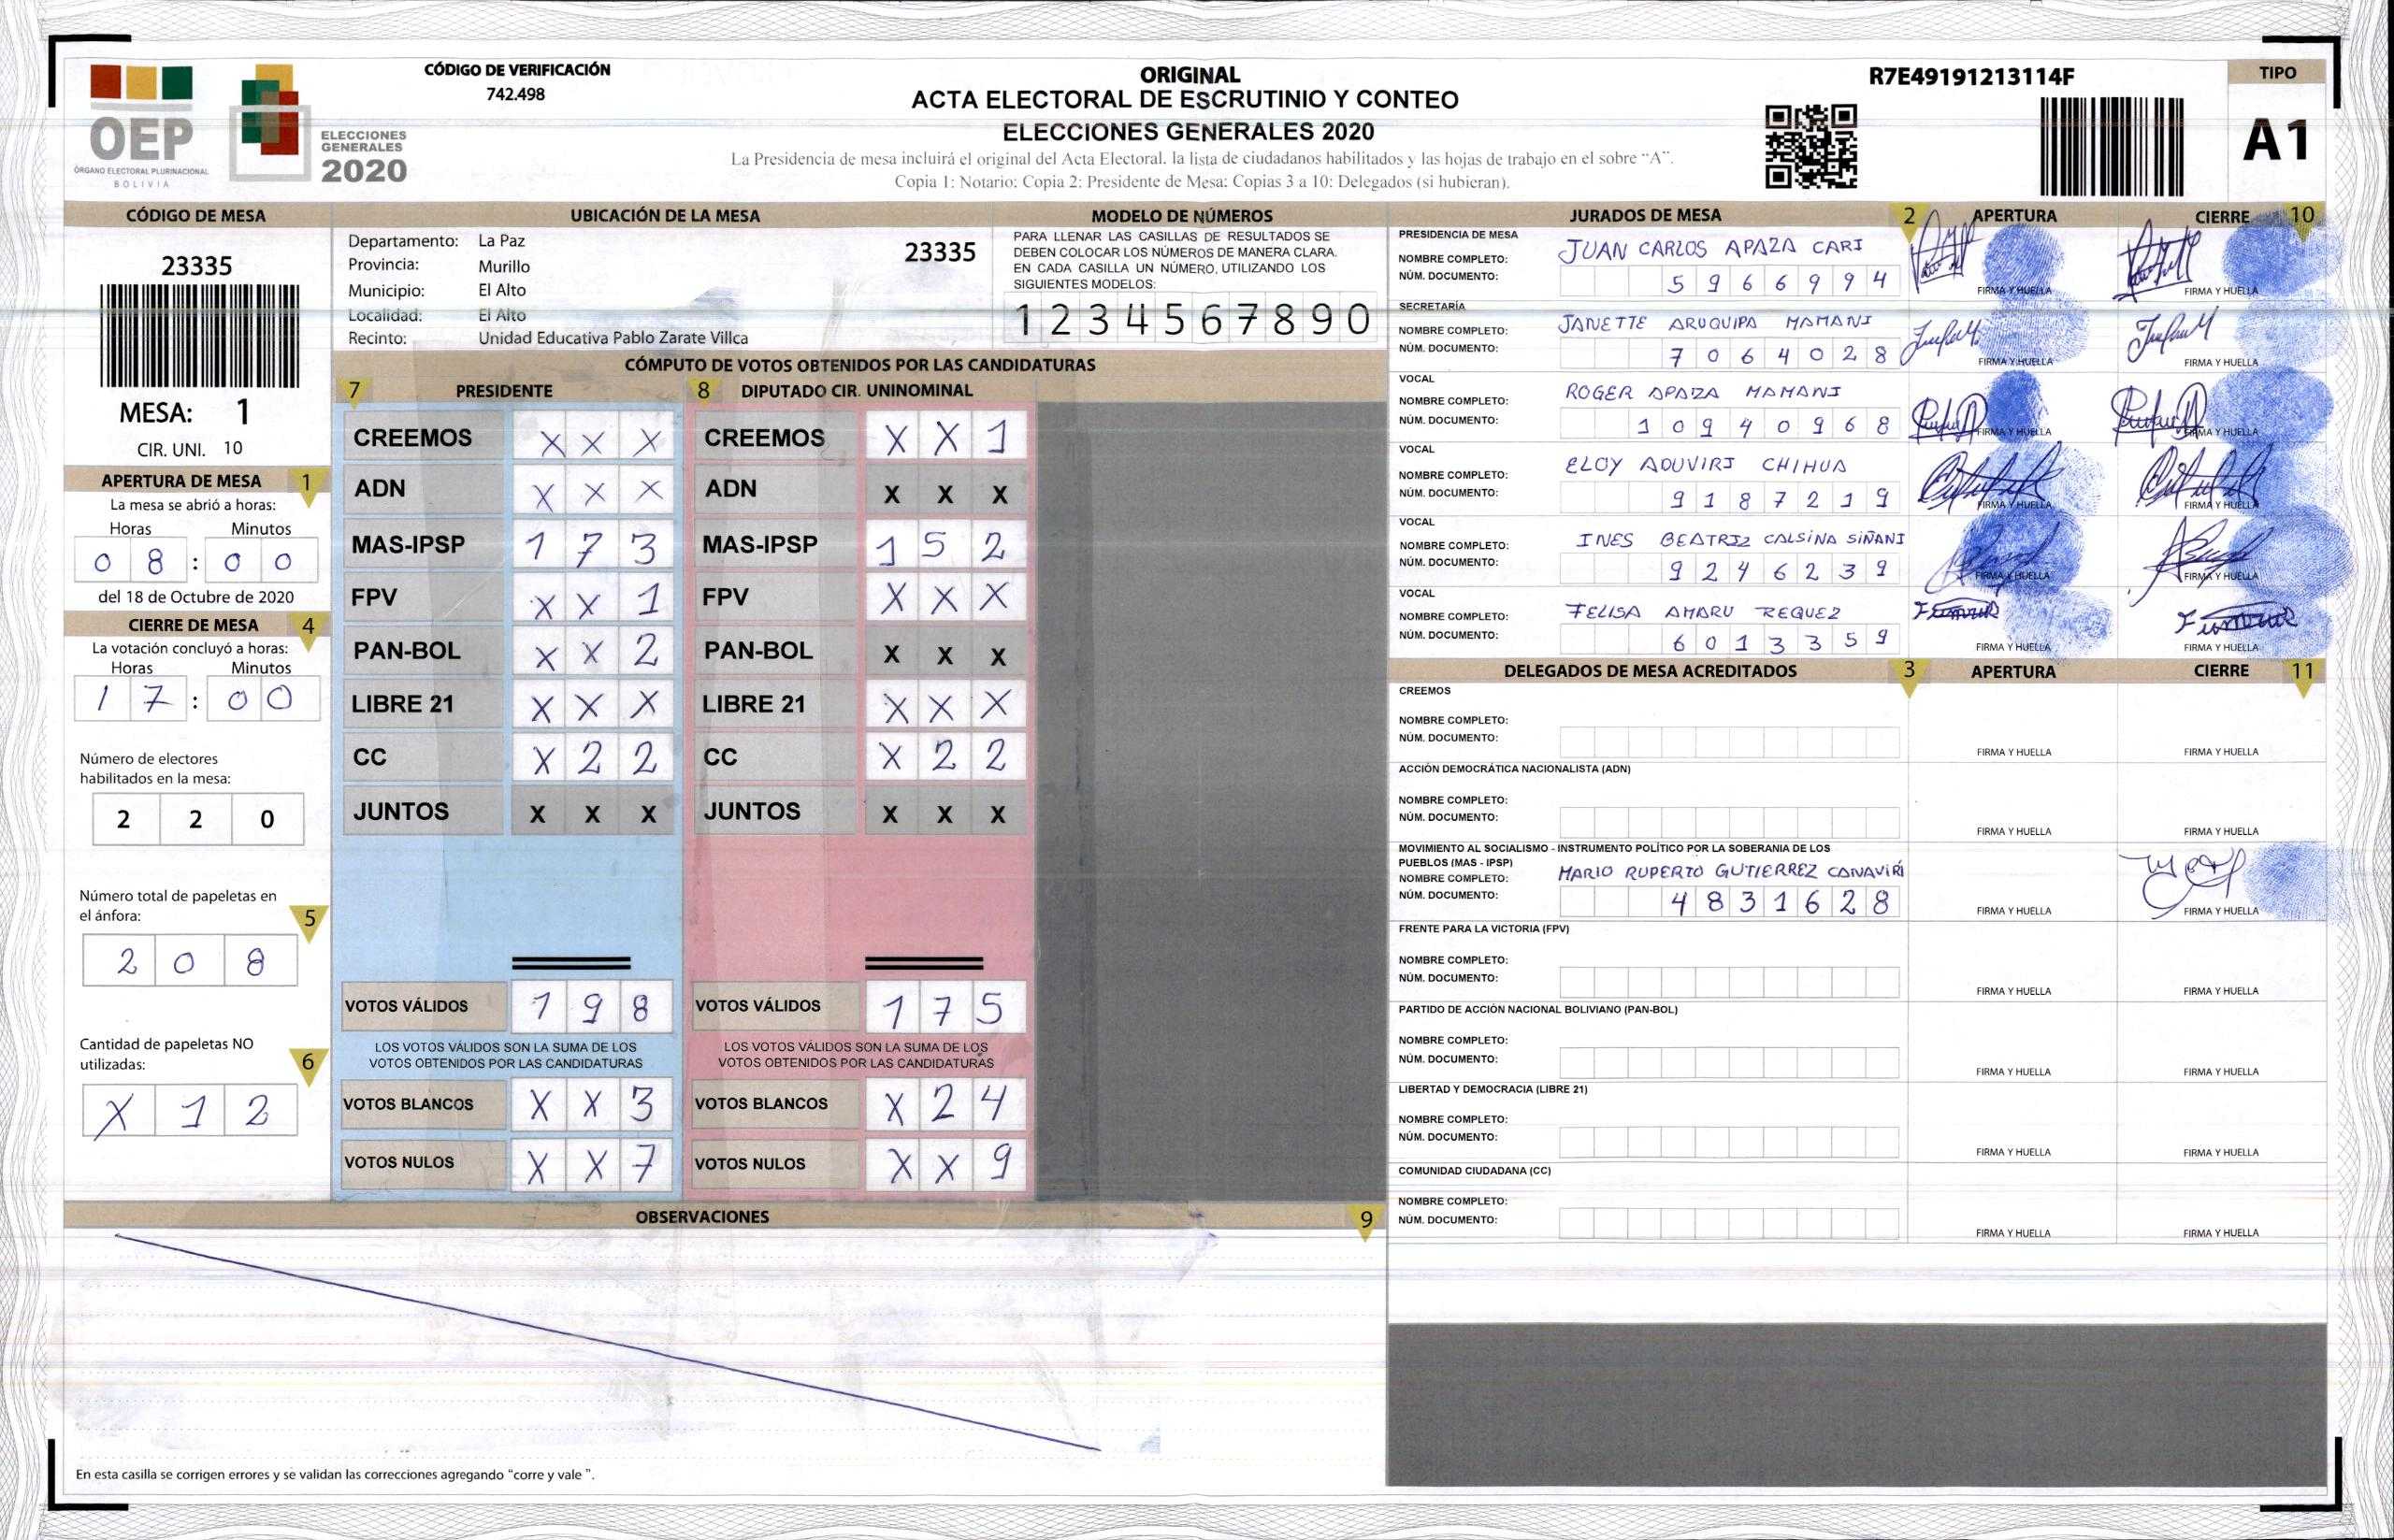 OEP
ÓRGANO ELECTORAL PLURINACIONAL
BOLIVIA
ELECCIONES
GENERALES
2020
CÓDIGO DE VERIFICACIÓN
742.498
ORIGINAL
ACTA ELECTORAL DE ESCRUTINIO Y CONTEO
ELECCIONES GENERALES 2020
La Presidencia de mesa incluirá el original del Acta Electoral, la lista de ciudadanos habilitados y las hojas de trabajo en el sobre "A".
Copia 1: Notario; Copia 2: Presidente de Mesa; Copias 3 a 10: Delegados (si hubieran).
R7E49191213114F
TIPO
A1
CÓDIGO DE MESA
23335
MESA: 1
CIR. UNI. 10
APERTURA DE MESA 1
La mesa se abrió a horas:
Horas Minutos
0 8 : 0 0
del 18 de Octubre de 2020
CIERRE DE MESA 4
La votación concluyó a horas:
Horas Minutos
1 7 : 0 0
Número de electores
habilitados en la mesa:
2 2 0
Número total de papeletas en
el ánfora: 5
2 0 8
Cantidad de papeletas NO
utilizadas: 6
X 1 2
UBICACIÓN DE LA MESA
Departamento: La Paz 23335
Provincia: Murillo
Municipio: El Alto
Localidad: El Alto
Recinto: Unidad Educativa Pablo Zarate Villca
MODELO DE NÚMEROS
PARA LLENAR LAS CASILLAS DE RESULTADOS SE
DEBEN COLOCAR LOS NÚMEROS DE MANERA CLARA.
EN CADA CASILLA UN NÚMERO, UTILIZANDO LOS
SIGUIENTES MODELOS:
1 2 3 4 5 6 7 8 9 0
CÓMPUTO DE VOTOS OBTENIDOS POR LAS CANDIDATURAS
7 PRESIDENTE 8 DIPUTADO CIR. UNINOMINAL
CREEMOS X X X CREEMOS X X 1
ADN X X X ADN X X X
MAS-IPSP 1 7 3 MAS-IPSP 1 5 2
FPV X X 1 FPV X X X
PAN-BOL X X 2 PAN-BOL X X X
LIBRE 21 X X X LIBRE 21 X X X
CC X 2 2 CC X 2 2
JUNTOS X X X JUNTOS X X X
VOTOS VÁLIDOS 1 9 8 VOTOS VÁLIDOS 1 7 5
LOS VOTOS VÁLIDOS SON LA SUMA DE LOS LOS VOTOS VÁLIDOS SON LA SUMA DE LOS
VOTOS OBTENIDOS POR LAS CANDIDATURAS VOTOS OBTENIDOS POR LAS CANDIDATURAS
VOTOS BLANCOS X X 3 VOTOS BLANCOS X 2 4
VOTOS NULOS X X 7 VOTOS NULOS X X 9
OBSERVACIONES 9
En esta casilla se corrigen errores y se validan las correcciones agregando "corre y vale ".
JURADOS DE MESA 2 APERTURA CIERRE 10
PRESIDENCIA DE MESA
NOMBRE COMPLETO: JUAN CARLOS APAZA CARI
NÚM. DOCUMENTO: 5 9 6 6 9 9 4
FIRMA Y HUELLA FIRMA Y HUELLA
SECRETARÍA
NOMBRE COMPLETO: JANETTE ARUQUIPA MAMANI
NÚM. DOCUMENTO: 7 0 6 4 0 2 8
FIRMA Y HUELLA FIRMA Y HUELLA
VOCAL
NOMBRE COMPLETO: ROGER APAZA MAMANI
NÚM. DOCUMENTO: 1 0 9 4 0 9 6 8
FIRMA Y HUELLA FIRMA Y HUELLA
VOCAL
NOMBRE COMPLETO: ELOY ADUVIRI CHIHUA
NÚM. DOCUMENTO: 9 1 8 7 2 1 9
FIRMA Y HUELLA FIRMA Y HUELLA
VOCAL
NOMBRE COMPLETO: INES BEATRIZ CALSINA SIÑANI
NÚM. DOCUMENTO: 9 2 4 6 2 3 9
FIRMA Y HUELLA FIRMA Y HUELLA
VOCAL
NOMBRE COMPLETO: FELISA AMARU REQUEZ
NÚM. DOCUMENTO: 6 0 1 3 3 5 9
FIRMA Y HUELLA FIRMA Y HUELLA
DELEGADOS DE MESA ACREDITADOS 3 APERTURA CIERRE 11
CREEMOS
NOMBRE COMPLETO:
NÚM. DOCUMENTO:
FIRMA Y HUELLA FIRMA Y HUELLA
ACCIÓN DEMOCRÁTICA NACIONALISTA (ADN)
NOMBRE COMPLETO:
NÚM. DOCUMENTO:
FIRMA Y HUELLA FIRMA Y HUELLA
MOVIMIENTO AL SOCIALISMO - INSTRUMENTO POLÍTICO POR LA SOBERANIA DE LOS
PUEBLOS (MAS - IPSP)
NOMBRE COMPLETO: MARIO RUPERTO GUTIERREZ CANAVIRI
NÚM. DOCUMENTO: 4 8 3 1 6 2 8
FIRMA Y HUELLA FIRMA Y HUELLA
FRENTE PARA LA VICTORIA (FPV)
NOMBRE COMPLETO:
NÚM. DOCUMENTO:
FIRMA Y HUELLA FIRMA Y HUELLA
PARTIDO DE ACCIÓN NACIONAL BOLIVIANO (PAN-BOL)
NOMBRE COMPLETO:
NÚM. DOCUMENTO:
FIRMA Y HUELLA FIRMA Y HUELLA
LIBERTAD Y DEMOCRACIA (LIBRE 21)
NOMBRE COMPLETO:
NÚM. DOCUMENTO:
FIRMA Y HUELLA FIRMA Y HUELLA
COMUNIDAD CIUDADANA (CC)
NOMBRE COMPLETO:
NÚM. DOCUMENTO:
FIRMA Y HUELLA FIRMA Y HUELLA